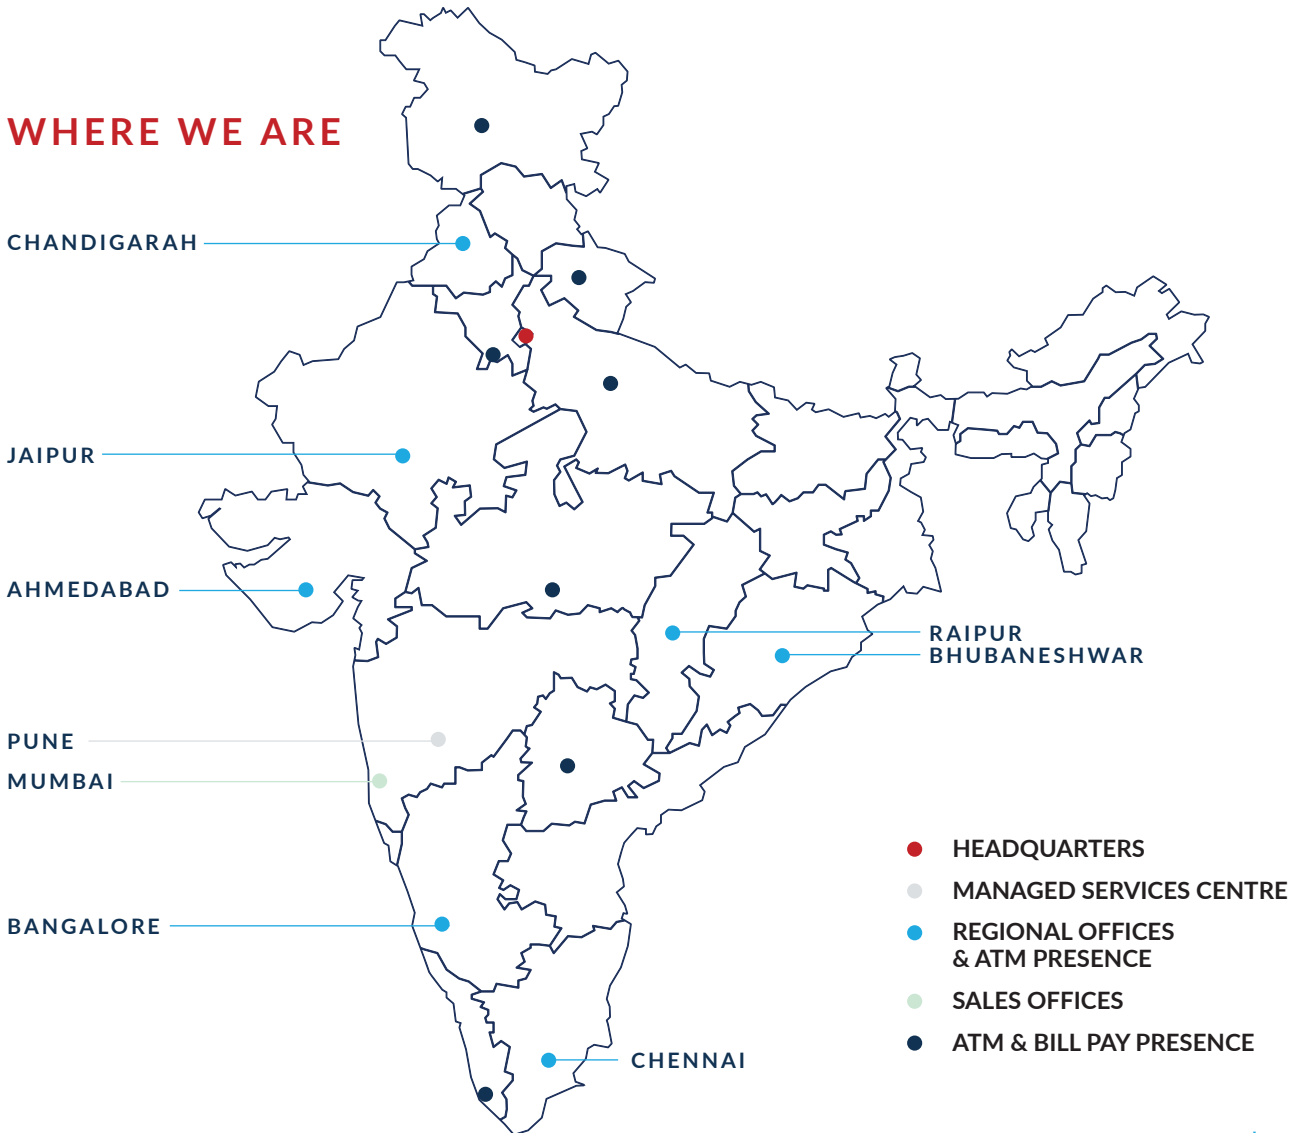 WHERE WE ARE
CHANDIGARAH
JAIPUR
AHMEDABAD
RAIPUR
BHUBANESHWAR
PUNE
MUMBAI
BANGALORE
CHENNAI
HEADQUARTERS
MANAGED SERVICES CENTRE
REGIONAL OFFICES
& ATM PRESENCE
SALES OFFICES
ATM & BILL PAY PRESENCE